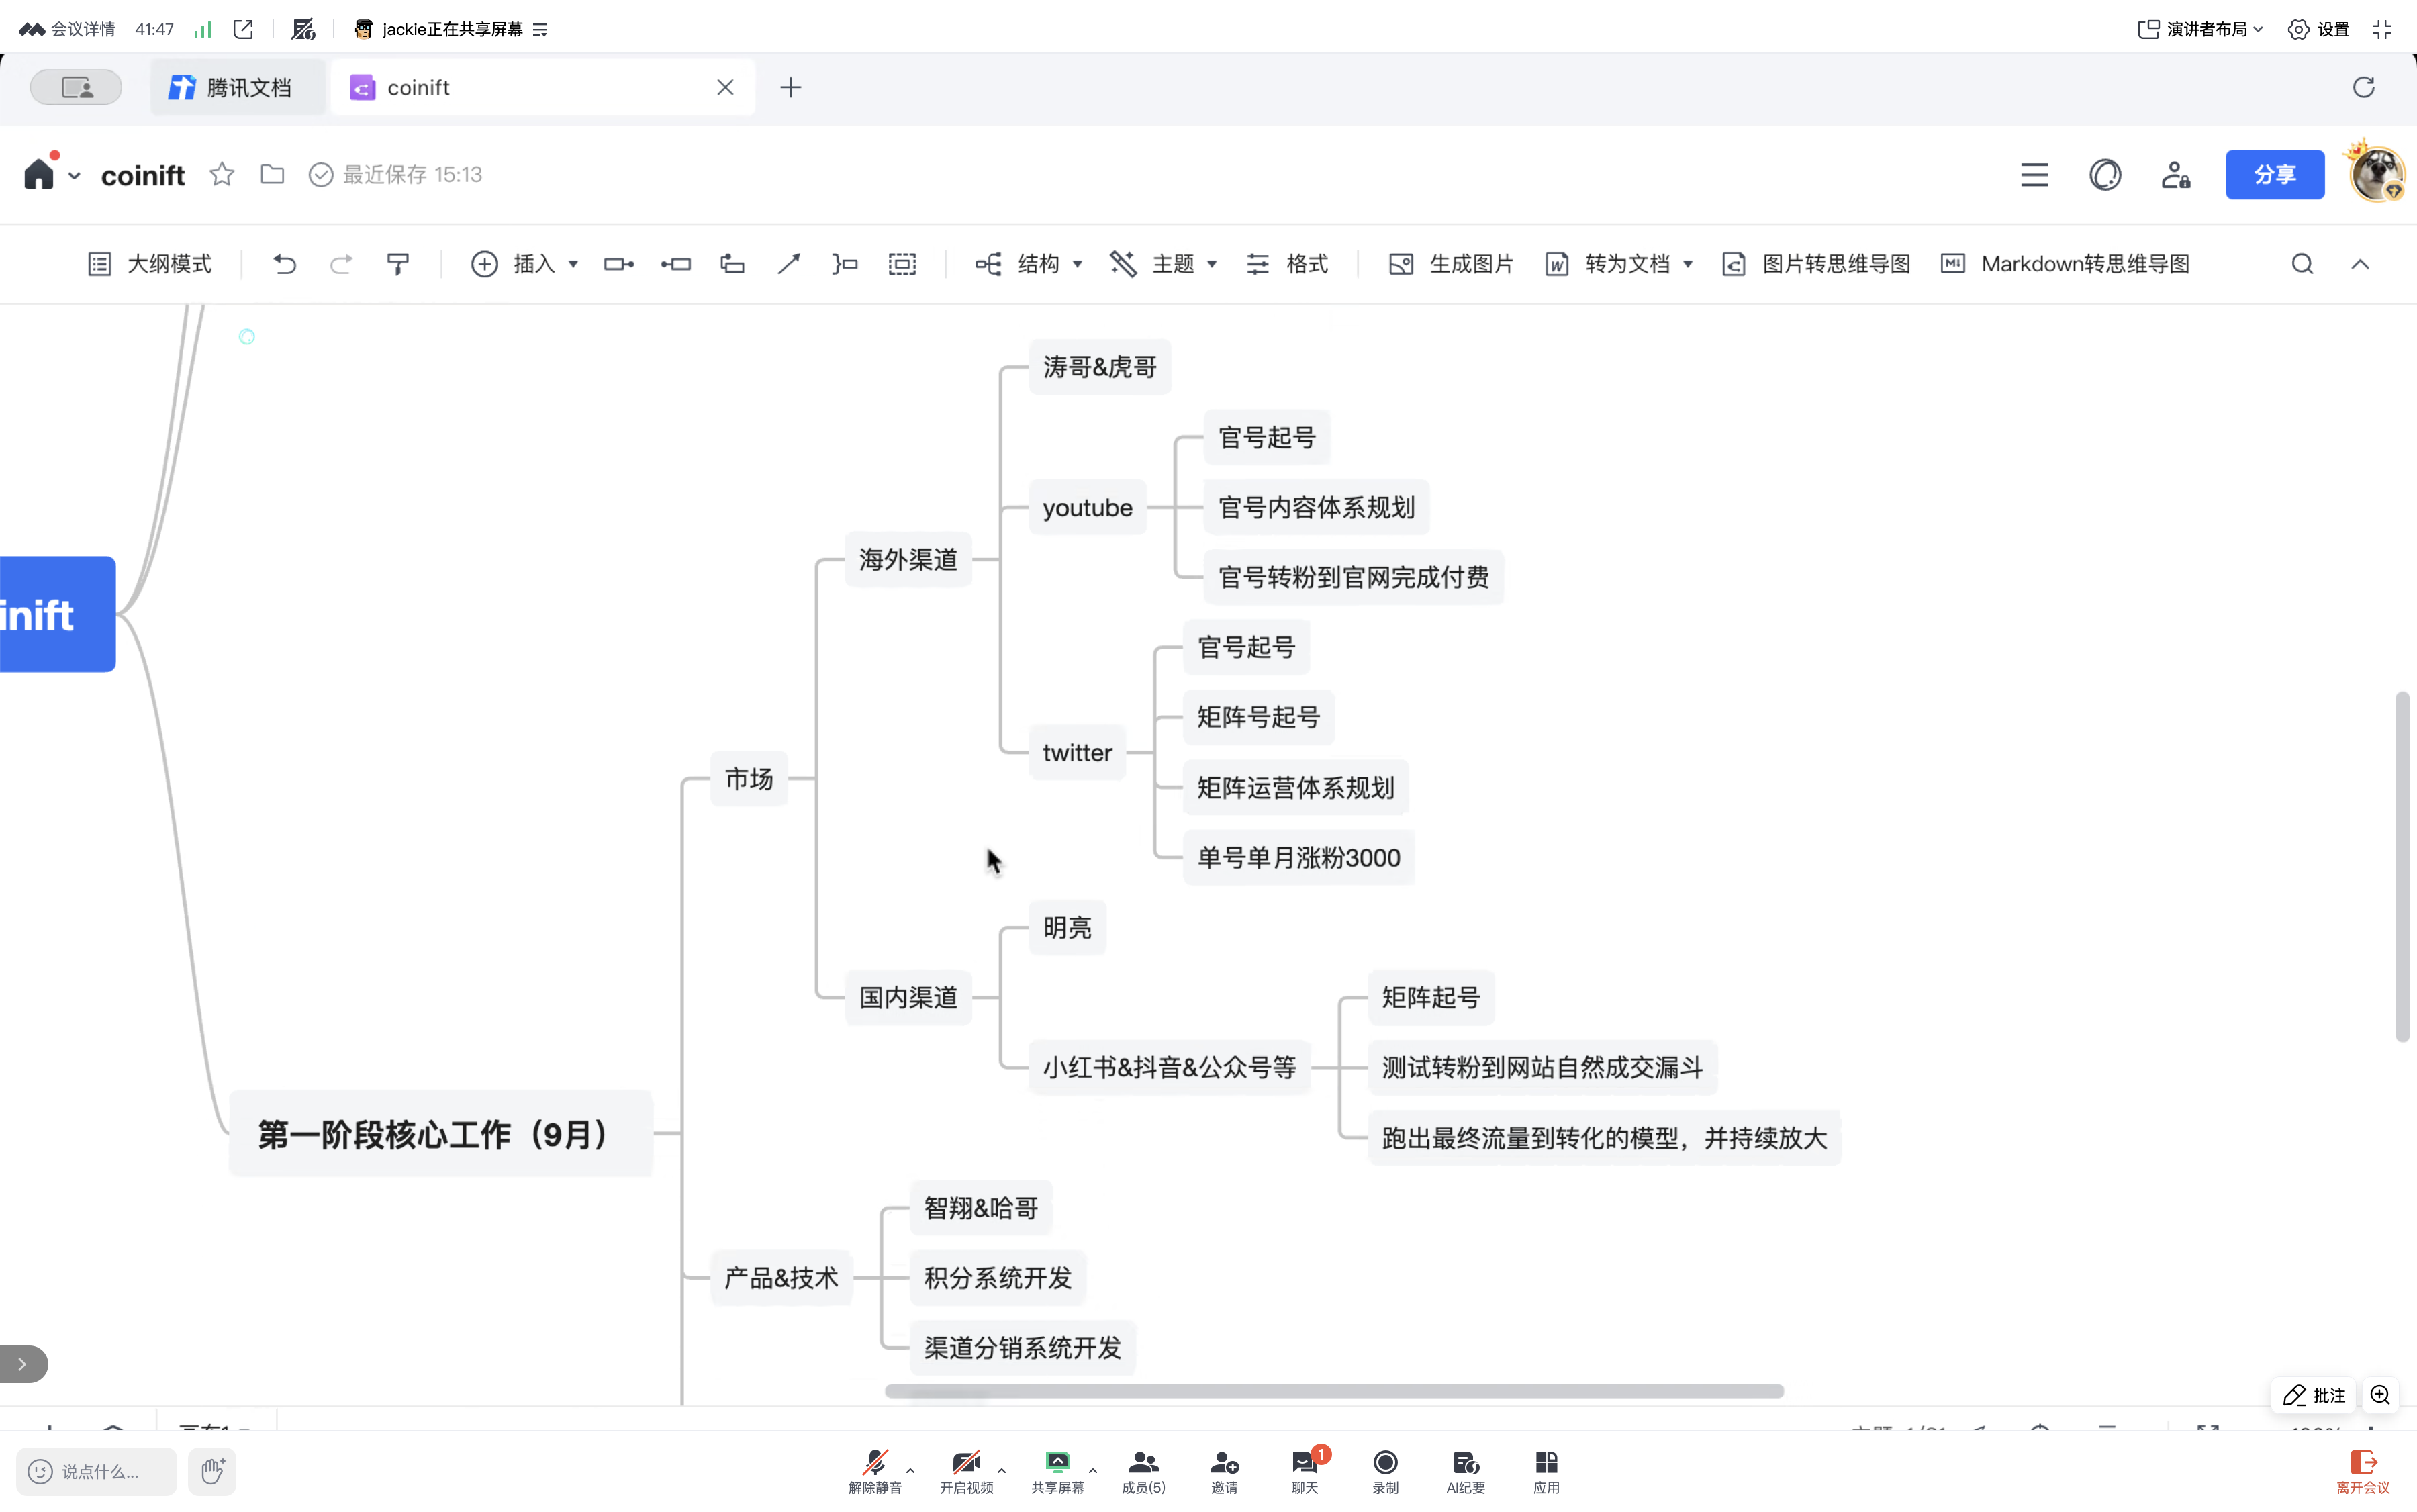 会议详情 41:47 jackie正在共享屏幕 演讲者布局 设置
腾讯文档 coinift
coinift 最近保存 15:13 分享
大纲模式 插入 结构 主题 格式 生成图片 转为文档 图片转思维导图 Markdown转思维导图
inift
第一阶段核心工作（9月）
市场
海外渠道
涛哥&虎哥
youtube
官号起号
官号内容体系规划
官号转粉到官网完成付费
twitter
官号起号
矩阵号起号
矩阵运营体系规划
单号单月涨粉3000
国内渠道
明亮
小红书&抖音&公众号等
矩阵起号
测试转粉到网站自然成交漏斗
跑出最终流量到转化的模型，并持续放大
产品&技术
智翔&哈哥
积分系统开发
渠道分销系统开发
批注
说点什么... 解除静音 开启视频 共享屏幕 成员(5) 邀请 聊天 1 录制 AI纪要 应用 离开会议